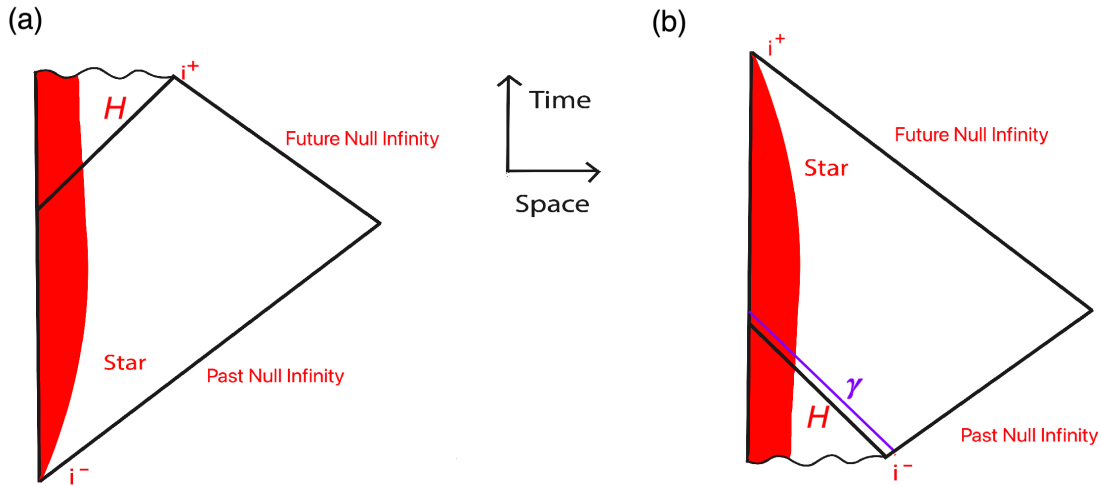 (a)
i+
H
Future Null Infinity
Star
Past Null Infinity
i−
Time
Space
(b)
i+
Future Null Infinity
Star
γ
H
Past Null Infinity
i−